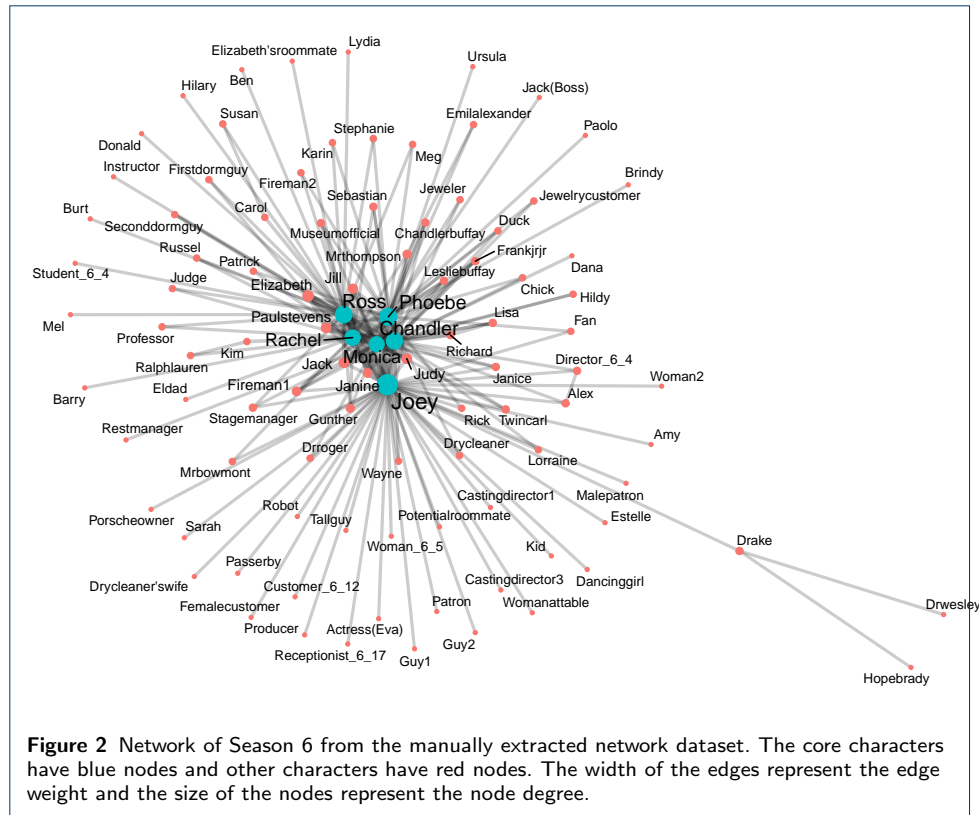 Lydia
Elizabeth'sroommate
Ursula
Ben
Hilary
Jack(Boss)
Susan
Emilalexander
Stephanie
Paolo
Donald
Karin
Meg
Instructor
Firstdormguy
Brindy
Fireman2
Sebastian
Jeweler
Jewelrycustomer
Burt
Carol
Seconddormguy
Museumofficial
Chandlerbuffay
Duck
Russel
Mrthompson
Frankjrjr
Student_6_4
Patrick
Lesliebuffay
Dana
Judge
Elizabeth
Jill
Chick
Hildy
Ross
Phoebe
Mel
Paulstevens
Lisa
Fan
Professor
Rachel
Chandler
Richard
Ralphlauren
Kim
Monica
Director_6_4
Jack
Judy
Janice
Woman2
Barry
Eldad
Fireman1
Janine
Alex
Joey
Restmanager
Stagemanager
Gunther
Rick
Twincarl
Amy
Drroger
Drycleaner
Mrbowmont
Wayne
Lorraine
Castingdirector1
Malepatron
Porscheowner
Robot
Potentialroommate
Estelle
Sarah
Tallguy
Woman_6_5
Kid
Drake
Passerby
Drycleaner'swife
Customer_6_12
Castingdirector3
Dancinggirl
Femalecustomer
Patron
Womanattable
Drwesley
Producer
Actress(Eva)
Guy2
Receptionist_6_17
Guy1
Hopebrady
Figure 2 Network of Season 6 from the manually extracted network dataset. The core characters
have blue nodes and other characters have red nodes. The width of the edges represent the edge
weight and the size of the nodes represent the node degree.